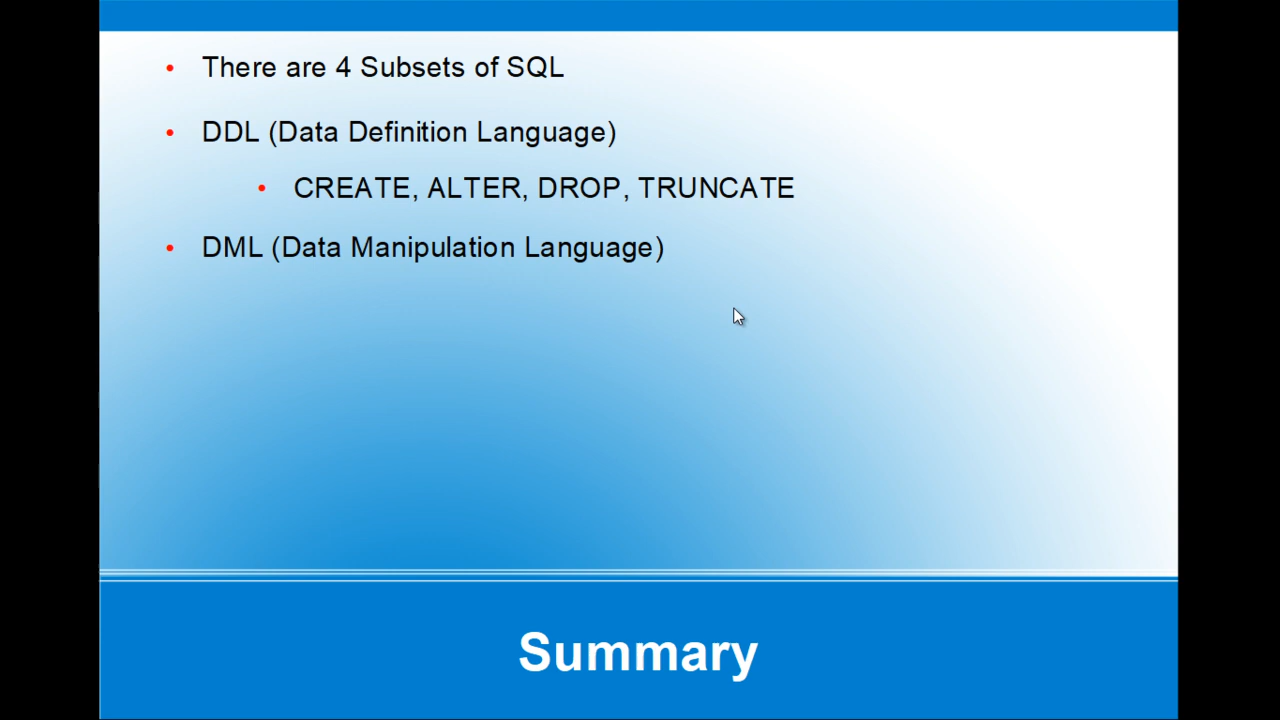 There are 4 Subsets of SQL
DDL (Data Definition Language)
CREATE, ALTER, DROP, TRUNCATE
DML (Data Manipulation Language)
Summary